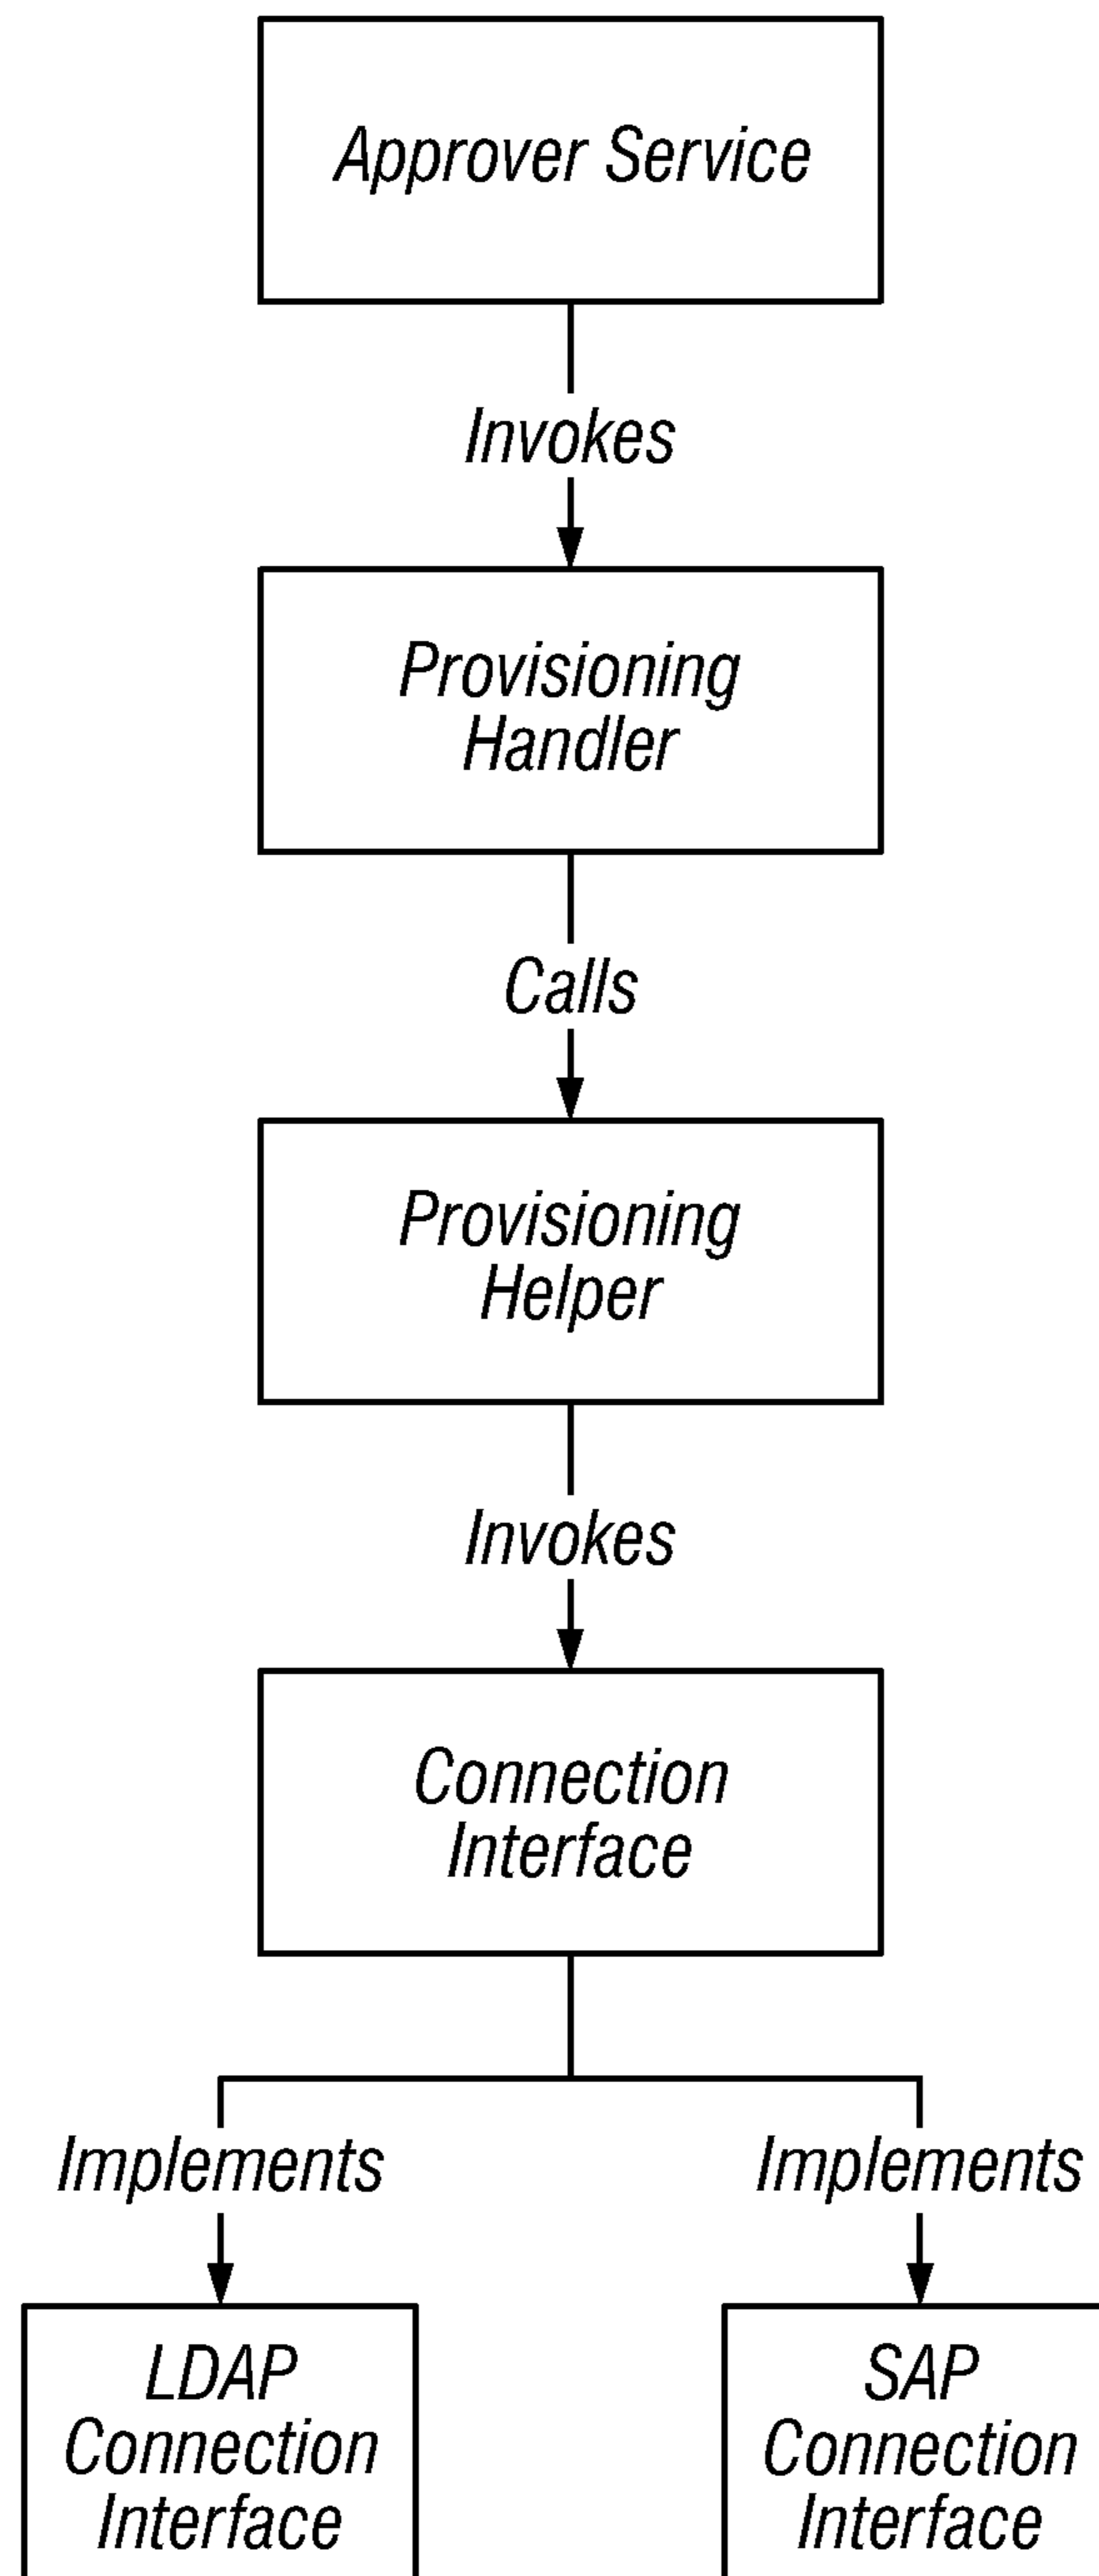 Approver Service
Invokes
Provisioning
Handler
Calls
Provisioning
Helper
Invokes
Connection
Interface
Implements
Implements
LDAP
Connection
Interface
SAP
Connection
Interface